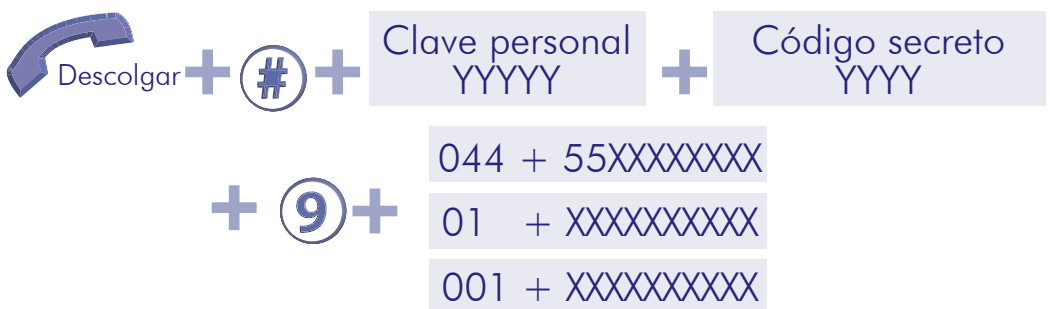 Descolgar + # + Clave personal + Código secreto
YYYYY YYYY
+ 9 + 044 + 55XXXXXXXX
01 + XXXXXXXXXX
001 + XXXXXXXXXX